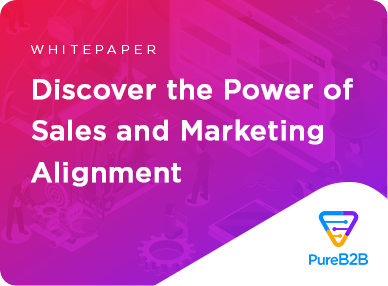 WHITEPAPER
Discover the Power of
Sales and Marketing
Alignment
PureB2B